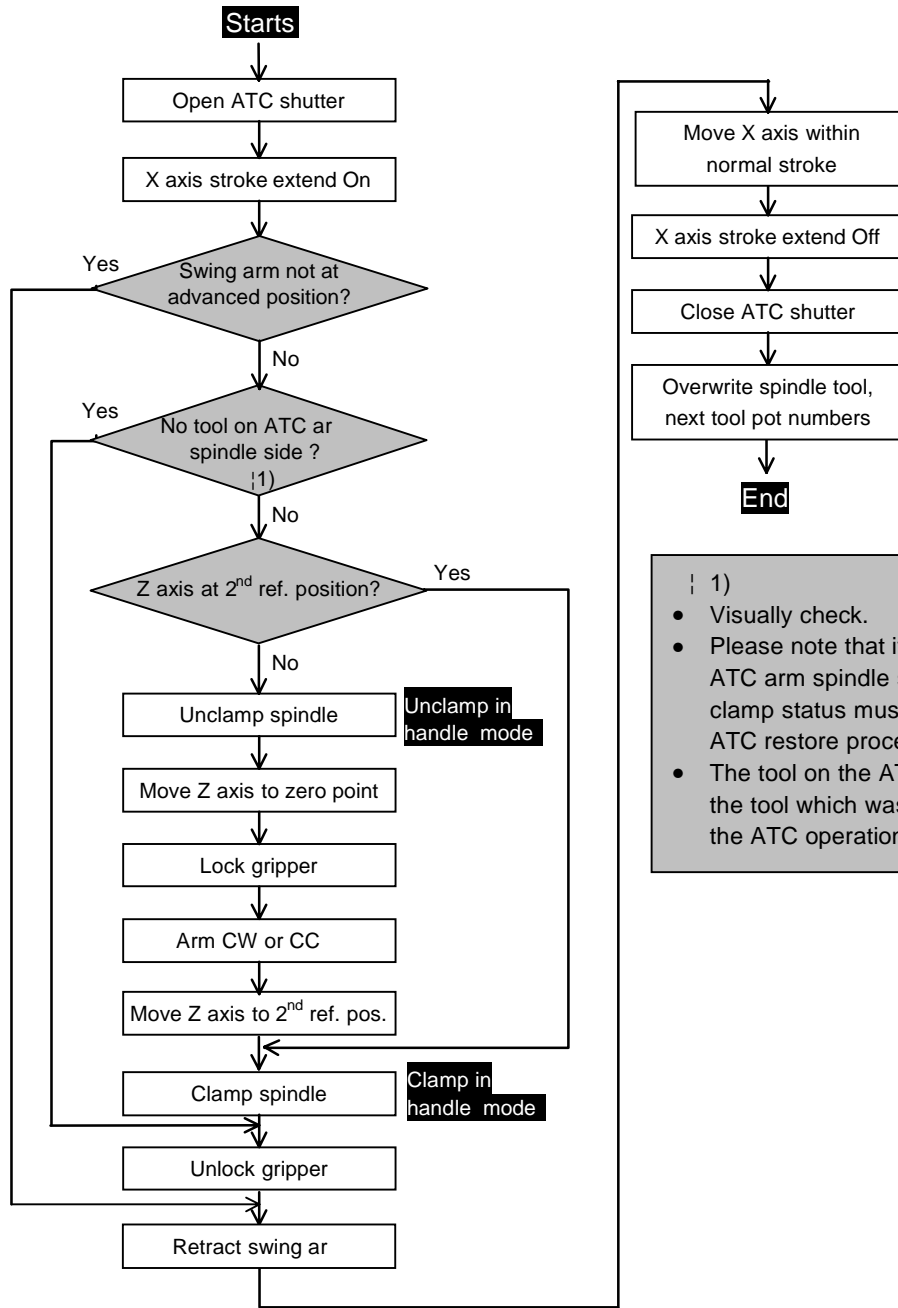 Starts
Open ATC shutter
X axis stroke extend On
Yes
Swing arm not at
advanced position?
No
Yes
No tool on ATC ar
spindle side ?
¦1)
No
Z axis at 2nd ref. position?
Yes
No
Unclamp spindle
Unclamp in
handle mode
Move Z axis to zero point
Lock gripper
Arm CW or CC
Move Z axis to 2nd ref. pos.
Clamp spindle
Clamp in
handle mode
Unlock gripper
Retract swing ar
Move X axis within
normal stroke
X axis stroke extend Off
Close ATC shutter
Overwrite spindle tool,
next tool pot numbers
End
¦ 1)
• Visually check.
• Please note that i
ATC arm spindle
clamp status mus
ATC restore proce
• The tool on the AT
the tool which was
the ATC operation